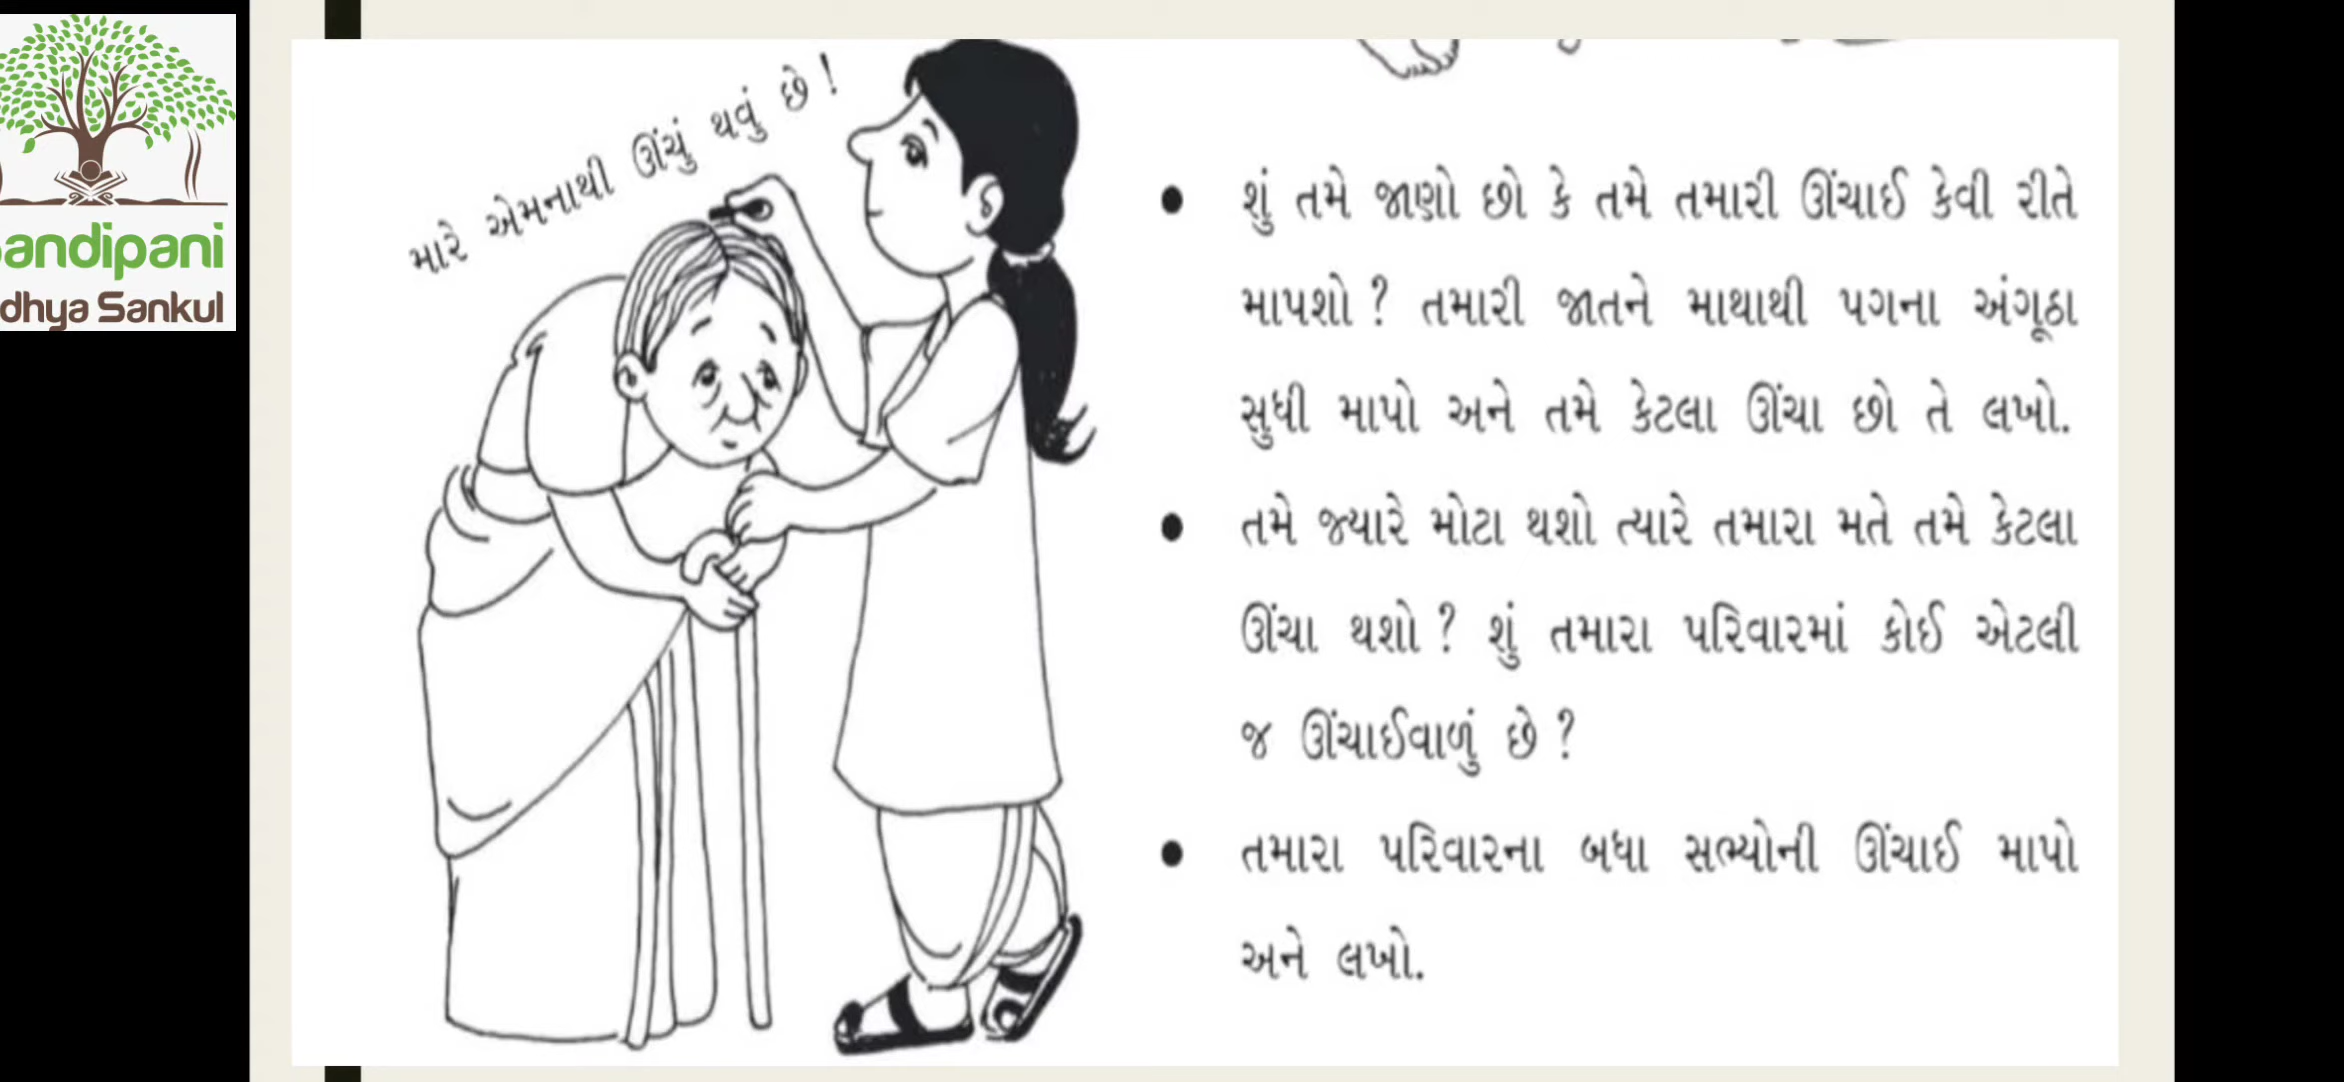 andipani
dhya Sankul
મારે એમનાથી ઊંચું થવું છે !
• શું તમે જાણો છો કે તમે તમારી ઊંચાઈ કેવી રીતે
માપશો ? તમારી જાતને માથાથી પગના અંગૂઠા
સુધી માપો અને તમે કેટલા ઊંચા છો તે લખો.
• તમે જ્યારે મોટા થશો ત્યારે તમારા મતે તમે કેટલા
ઊંચા થશો ? શું તમારા પરિવારમાં કોઈ એટલી
જ ઊંચાઈવાળું છે ?
• તમારા પરિવારના બધા સભ્યોની ઊંચાઈ માપો
અને લખો.